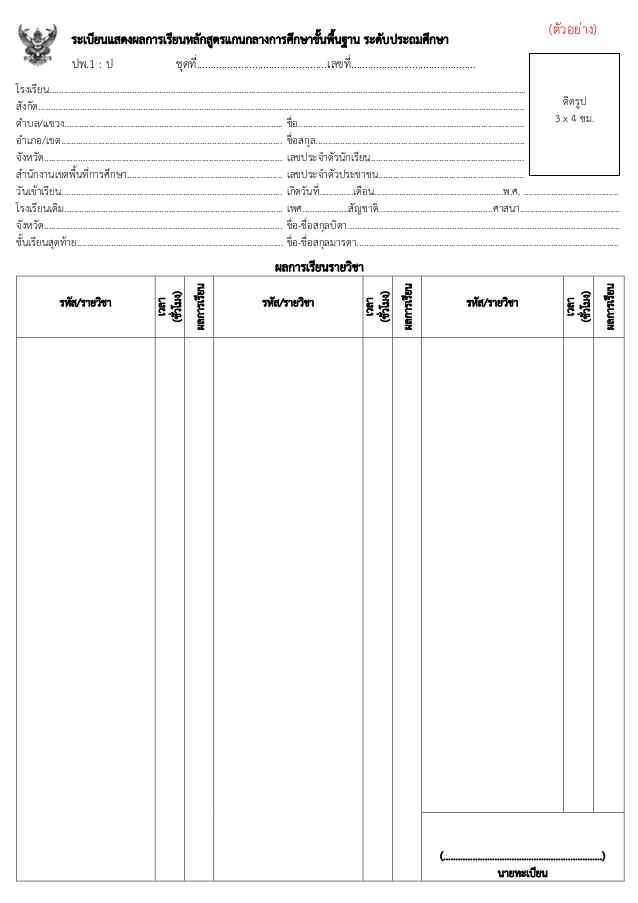 (ตัวอย่าง)
ระเบียนแสดงผลการเรียนหลักสูตรแกนกลางการศึกษาขั้นพื้นฐาน ระดับประถมศึกษา
ปพ.1 : ป ชุดที่................................................เลขที่.............................................
ติดรูป
3 x 4 ซม.
โรงเรียน................................................................
สังกัด................................................................
ตำบล/แขวง................................ ชื่อ................................
อำเภอ/เขต................................ ชื่อสกุล................................
จังหวัด................................ เลขประจำตัวนักเรียน................................
สำนักงานเขตพื้นที่การศึกษา................................ เลขประจำตัวประชาชน................................
วันเข้าเรียน................................ เกิดวันที่............เดือน................................พ.ศ. ................................
โรงเรียนเดิม................................ เพศ................สัญชาติ................................ศาสนา................................
จังหวัด................................ ชื่อ-ชื่อสกุลบิดา................................
ชั้นเรียนสุดท้าย................................ ชื่อ-ชื่อสกุลมารดา................................
ผลการเรียนรายวิชา
รหัส/รายวิชา เวลา (ชั่วโมง) ผลการเรียน รหัส/รายวิชา เวลา (ชั่วโมง) ผลการเรียน รหัส/รายวิชา เวลา (ชั่วโมง) ผลการเรียน
(................................................................)
นายทะเบียน